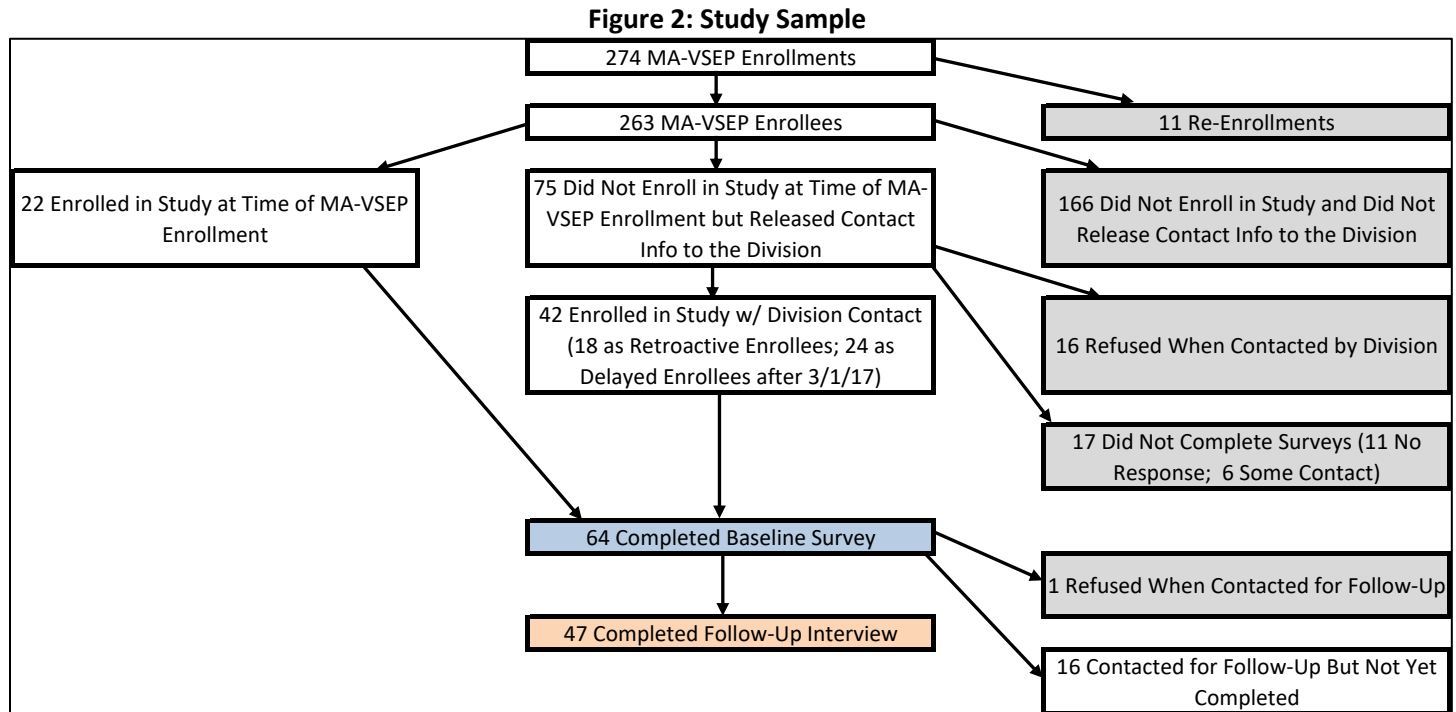 Figure 2: Study Sample
274 MA-VSEP Enrollments
263 MA-VSEP Enrollees
11 Re-Enrollments
22 Enrolled in Study at Time of MA-VSEP
Enrollment
75 Did Not Enroll in Study at Time of MA-
VSEP Enrollment but Released Contact
Info to the Division
166 Did Not Enroll in Study and Did Not
Release Contact Info to the Division
42 Enrolled in Study w/ Division Contact
(18 as Retroactive Enrollees; 24 as
Delayed Enrollees after 3/1/17)
16 Refused When Contacted by Division
17 Did Not Complete Surveys (11 No
Response;  6 Some Contact)
64 Completed Baseline Survey
1 Refused When Contacted for Follow-Up
47 Completed Follow-Up Interview
16 Contacted for Follow-Up But Not Yet
Completed